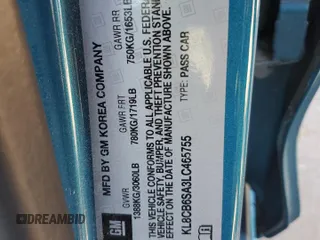 MFD BY GM KOREA COMPANY
GVWR GAWR FRT GAWR RR
1388KG/3060LB 780KG/1719LB 750KG/1653LB
THIS VEHICLE CONFORMS TO ALL APPLICABLE U.S. FEDERAL
VEHICLE SAFETY, BUMPER, AND THEFT PREVENTION STANDARDS
IN EFFECT ON THE DATE OF MANUFACTURE SHOWN ABOVE.
KL8CB6SA3LC465755 TYPE: PASS CAR
GM
DREAMBID